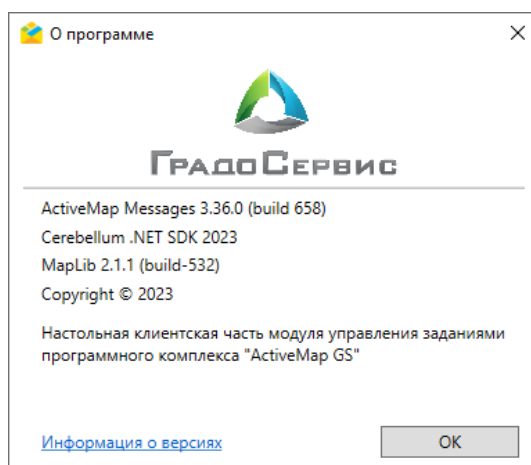 О программе
ГрадоСервис
ActiveMap Messages 3.36.0 (build 658)
Cerebellum .NET SDK 2023
MapLib 2.1.1 (build-532)
Copyright © 2023
Настольная клиентская часть модуля управления заданиями
программного комплекса "ActiveMap GS"
Информация о версиях
ОК